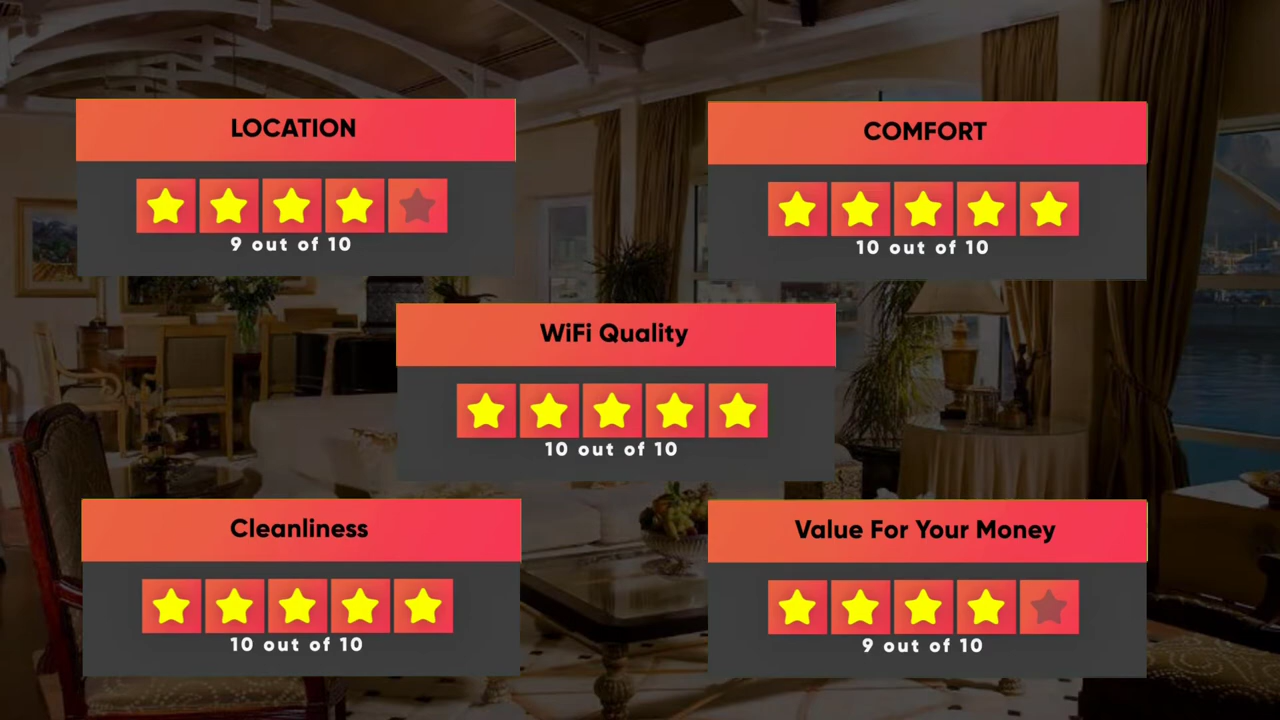 LOCATION
9 out of 10
COMFORT
10 out of 10
WiFi Quality
10 out of 10
Cleanliness
10 out of 10
Value For Your Money
9 out of 10